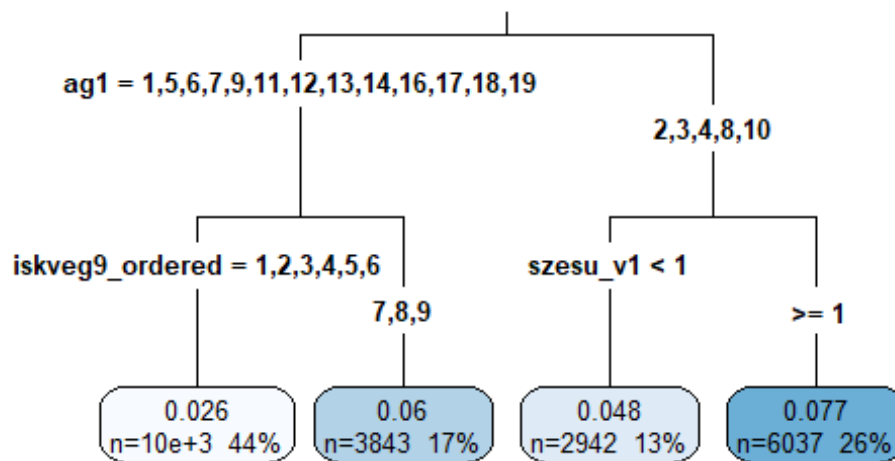 ag1 = 1,5,6,7,9,11,12,13,14,16,17,18,19
2,3,4,8,10
iskveg9_ordered = 1,2,3,4,5,6
szesu_v1 < 1
7,8,9
>= 1
0.026
n=10e+3 44%
0.06
n=3843 17%
0.048
n=2942 13%
0.077
n=6037 26%